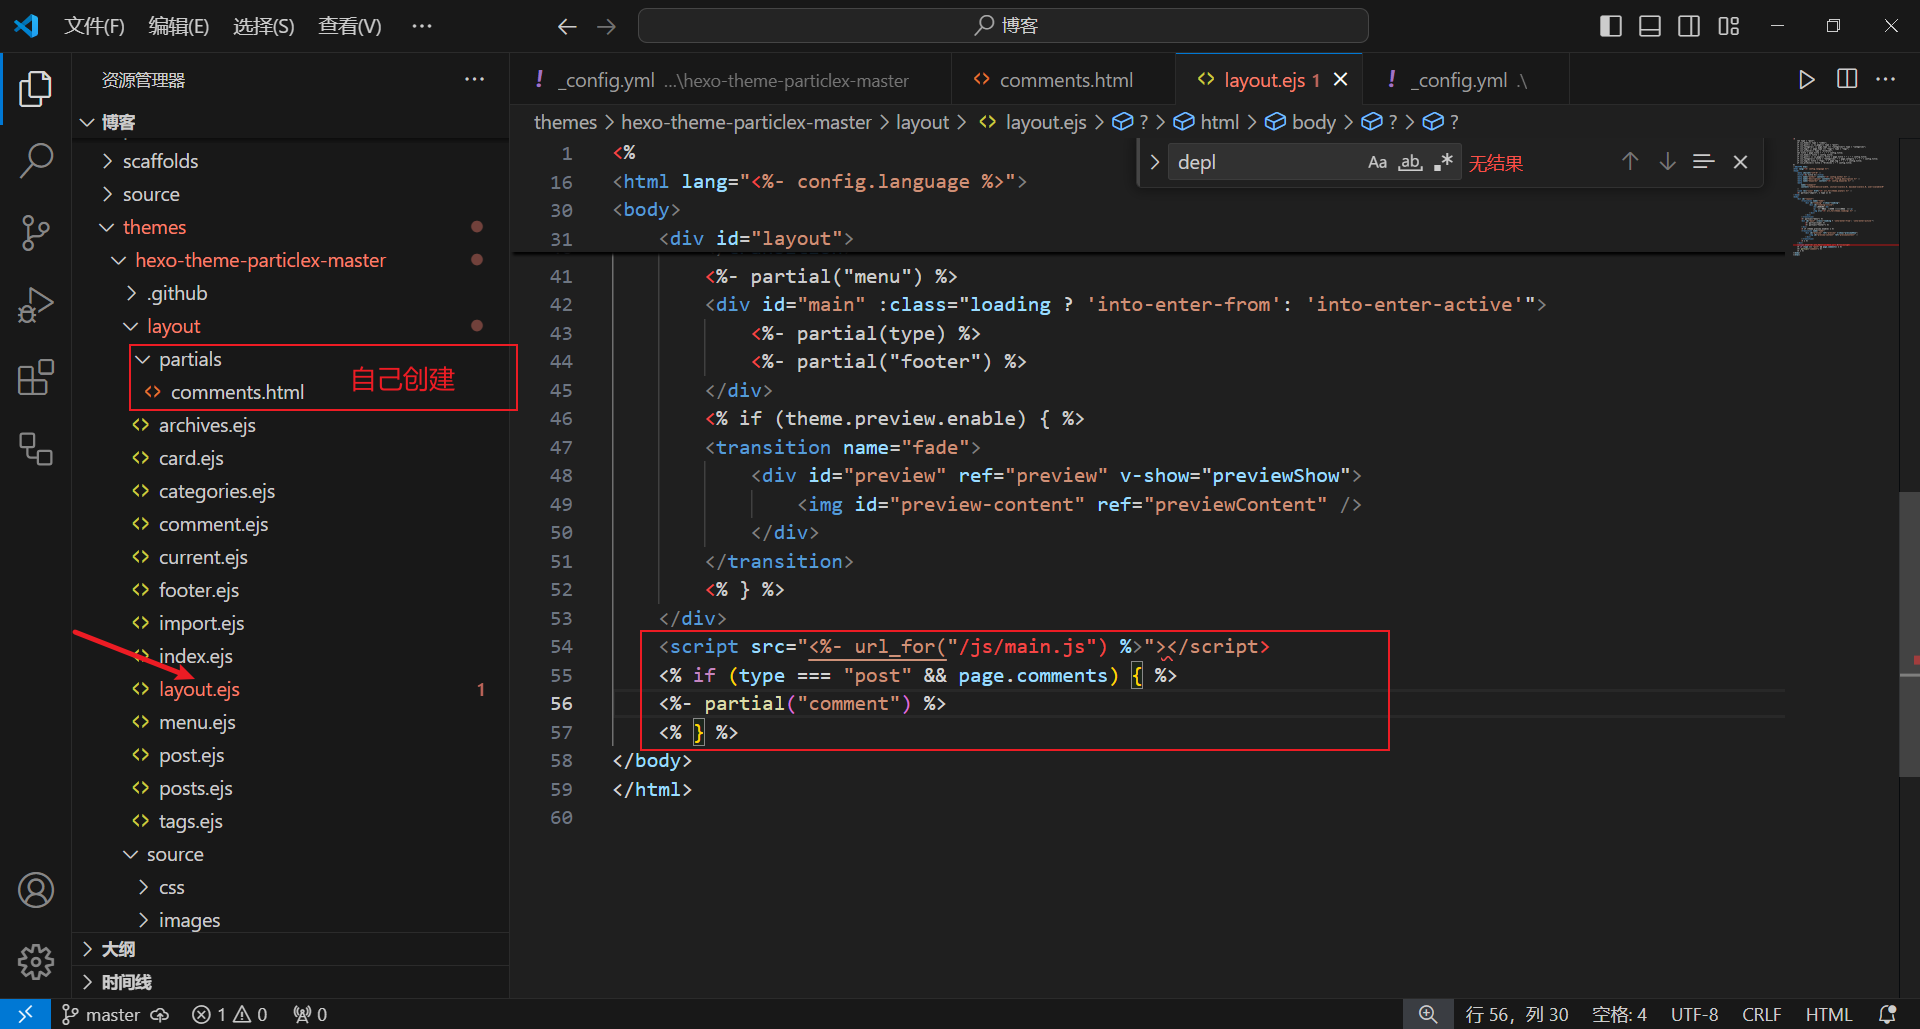 文件(F) 编辑(E) 选择(S) 查看(V) ··· 博客
资源管理器 ···
博客
scaffolds
source
themes
hexo-theme-particlex-master
.github
layout
partials
comments.html
自己创建
archives.ejs
card.ejs
categories.ejs
comment.ejs
current.ejs
footer.ejs
import.ejs
index.ejs
layout.ejs 1
menu.ejs
post.ejs
posts.ejs
tags.ejs
source
css
images
大纲
时间线
! _config.yml ...\hexo-theme-particlex-master <> comments.html <> layout.ejs 1 ! _config.yml .\
themes > hexo-theme-particlex-master > layout > <> layout.ejs > ? > html > body > ? > ?
depl Aa ab .* 无结果
1 <%
16 <html lang="<%- config.language %>">
30 <body>
31 <div id="layout">
41 <%- partial("menu") %>
42 <div id="main" :class="loading ? 'into-enter-from': 'into-enter-active'">
43 <%- partial(type) %>
44 <%- partial("footer") %>
45 </div>
46 <% if (theme.preview.enable) { %>
47 <transition name="fade">
48 <div id="preview" ref="preview" v-show="previewShow">
49 <img id="preview-content" ref="previewContent" />
50 </div>
51 </transition>
52 <% } %>
53 </div>
54 <script src="<%- url_for("/js/main.js") %>"></script>
55 <% if (type === "post" && page.comments) { %>
56 <%- partial("comment") %>
57 <% } %>
58 </body>
59 </html>
60
master 1 0 0 行 56，列 30 空格: 4 UTF-8 CRLF HTML